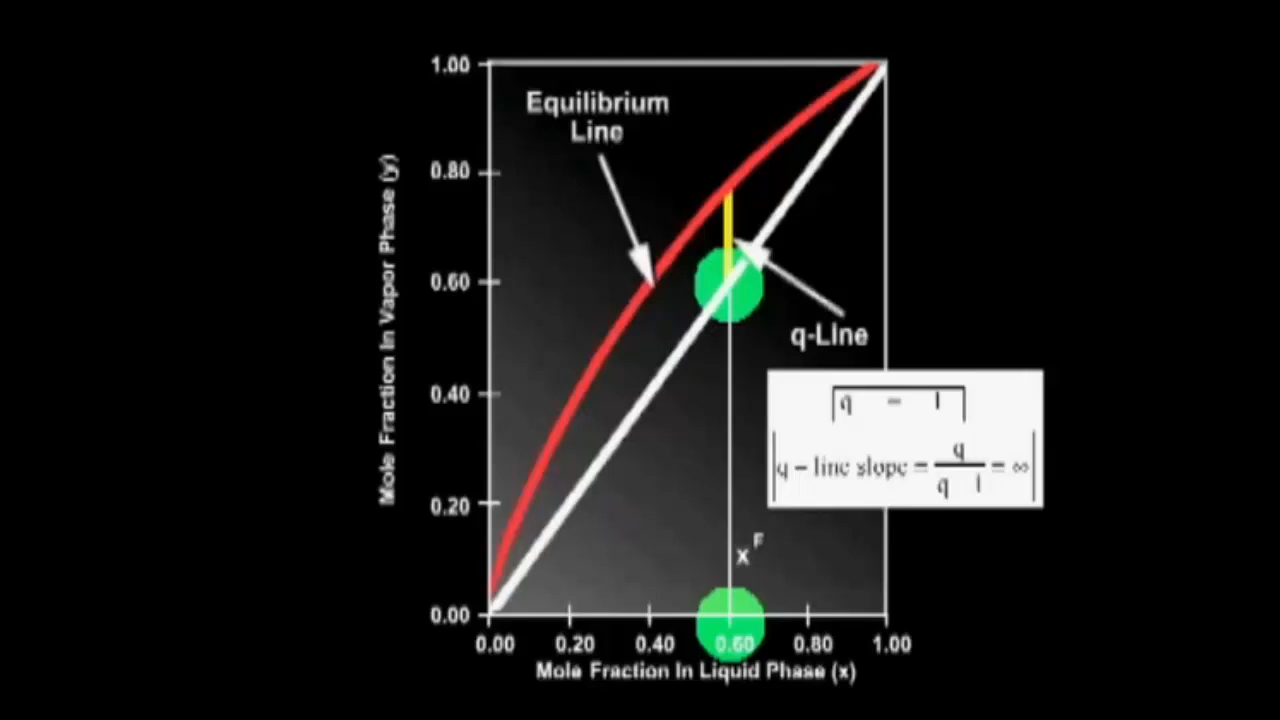 1.00
Equilibrium
Line
0.80
0.60
q-Line
0.40
q = 1
q – line slope = q / q 1 = ∞
0.20
x F
0.00
0.00 0.20 0.40 0.60 0.80 1.00
Mole Fraction In Liquid Phase (x)
Mole Fraction In Vapor Phase (y)